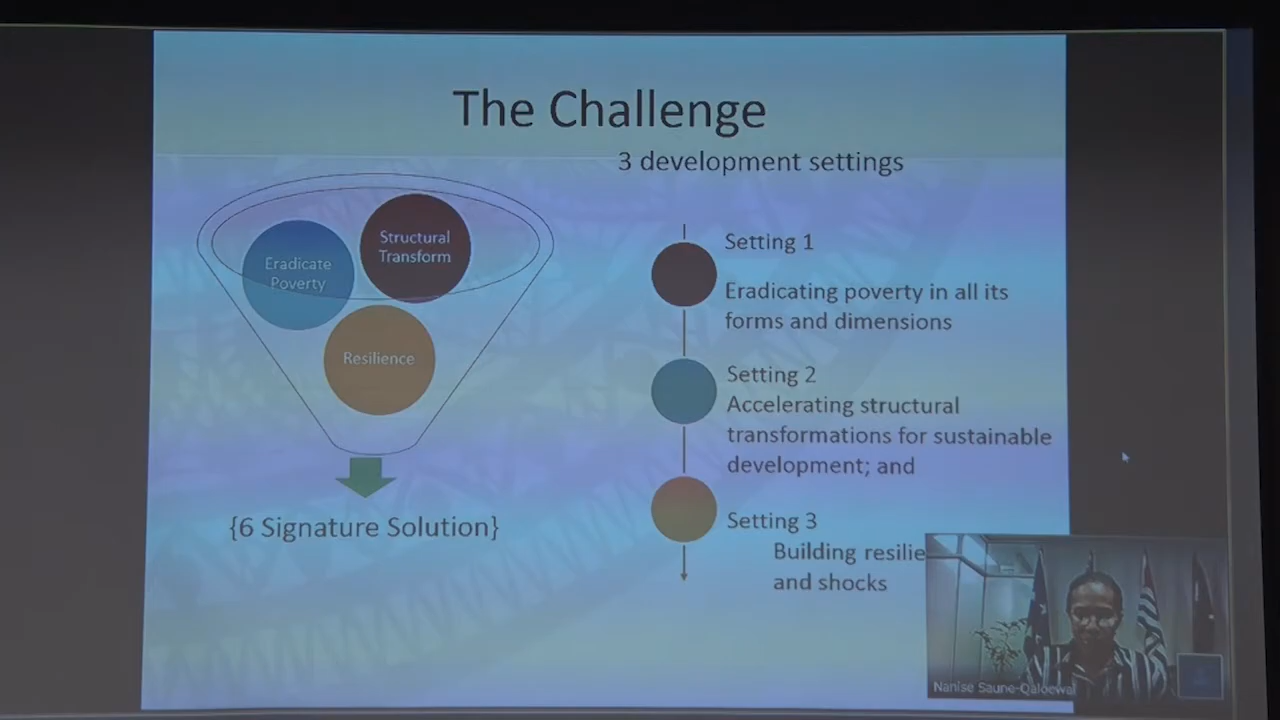 The Challenge
3 development settings
Structural
Transform
Eradicate
Poverty
Resilience
{6 Signature Solution}
Setting 1
Eradicating poverty in all its
forms and dimensions
Setting 2
Accelerating structural
transformations for sustainable
development; and
Setting 3
Building resilie
and shocks
Nanise Saune-Qaloewai